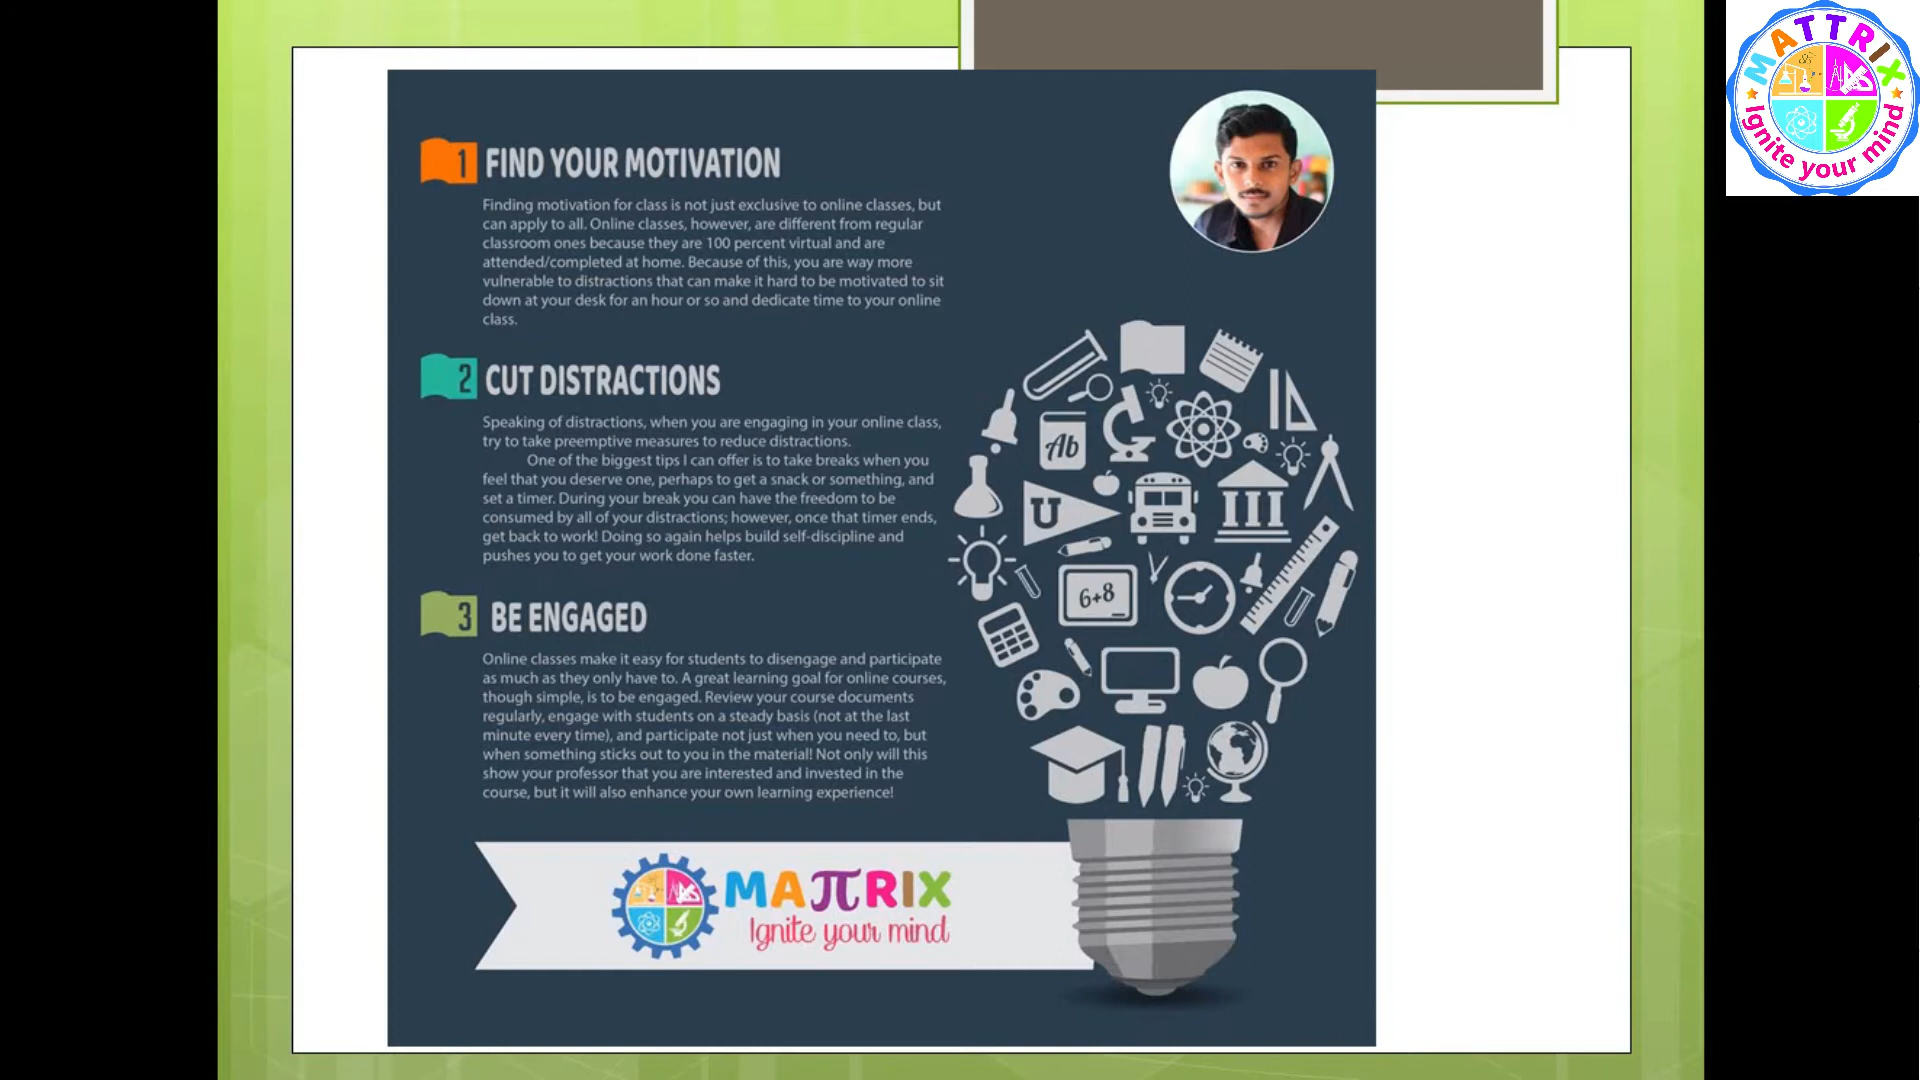 1 FIND YOUR MOTIVATION
Finding motivation for class is not just exclusive to online classes, but
can apply to all. Online classes, however, are different from regular
classroom ones because they are 100 percent virtual and are
attended/completed at home. Because of this, you are way more
vulnerable to distractions that can make it hard to be motivated to sit
down at your desk for an hour or so and dedicate time to your online
class.
2 CUT DISTRACTIONS
Speaking of distractions, when you are engaging in your online class,
try to take preemptive measures to reduce distractions.
One of the biggest tips I can offer is to take breaks when you
feel that you deserve one, perhaps to get a snack or something, and
set a timer. During your break you can have the freedom to be
consumed by all of your distractions; however, once that timer ends,
get back to work! Doing so again helps build self-discipline and
pushes you to get your work done faster.
3 BE ENGAGED
Online classes make it easy for students to disengage and participate
as much as they only have to. A great learning goal for online courses,
though simple, is to be engaged. Review your course documents
regularly, engage with students on a steady basis (not at the last
minute every time), and participate not just when you need to, but
when something sticks out to you in the material! Not only will this
show your professor that you are interested and invested in the
course, but it will also enhance your own learning experience!
Ab
U
6+8
MAππRIX
Ignite your mind
MATTRIX
Ignite your mind